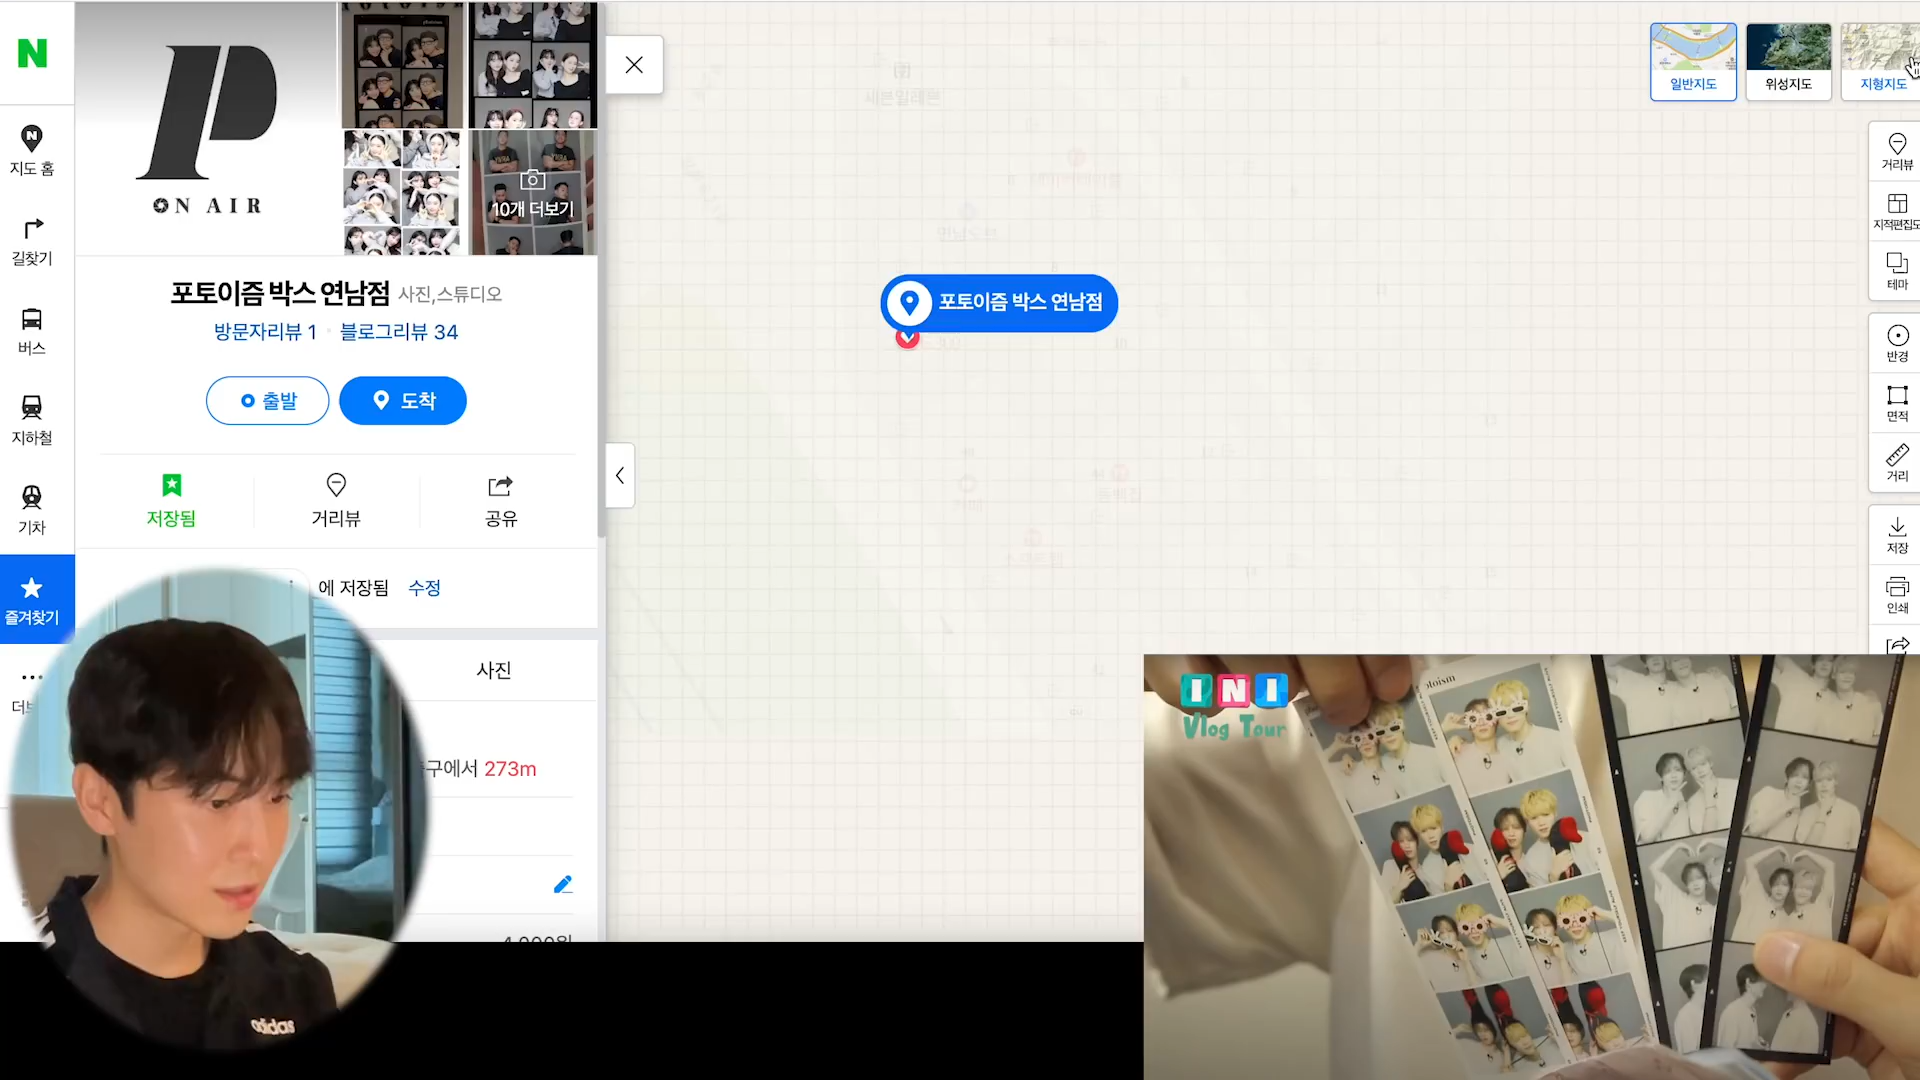 N
지도 홈
길찾기
버스
지하철
기차
즐겨찾기
P
ON AIR
photoism
10개 더보기
포토이즘 박스 연남점 사진,스튜디오
방문자리뷰 1 · 블로그리뷰 34
출발
도착
저장됨
거리뷰
공유
에 저장됨 수정
사진
구에서 273m
adidas
세븐일레븐
포토이즘 박스 연남점
일반지도
위성지도
지형지도
거리뷰
지적편집도
테마
반경
면적
거리
저장
인쇄
INI
Vlog Tour